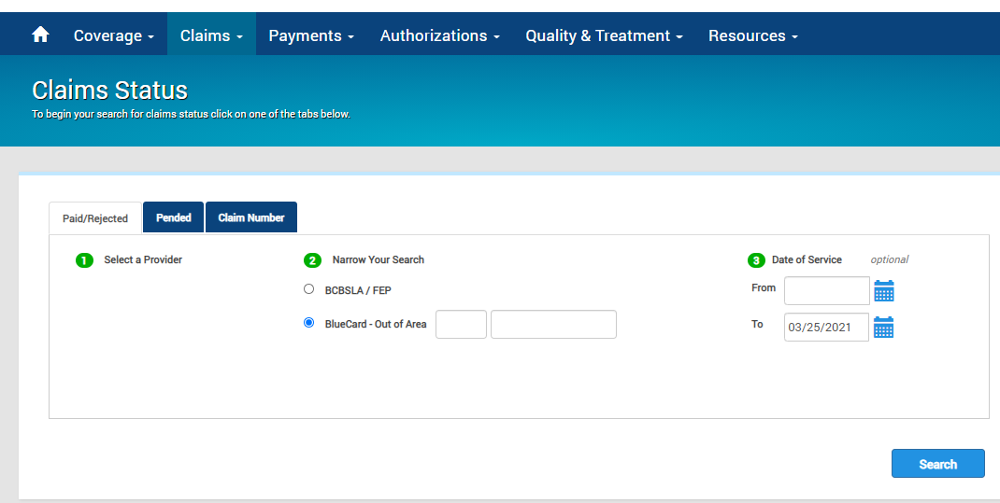 Coverage Claims Payments Authorizations Quality & Treatment Resources
Claims Status
To begin your search for claims status click on one of the tabs below.
Paid/Rejected Pended Claim Number
1 Select a Provider 2 Narrow Your Search 3 Date of Service optional
BCBSLA / FEP From
BlueCard - Out of Area To 03/25/2021
Search